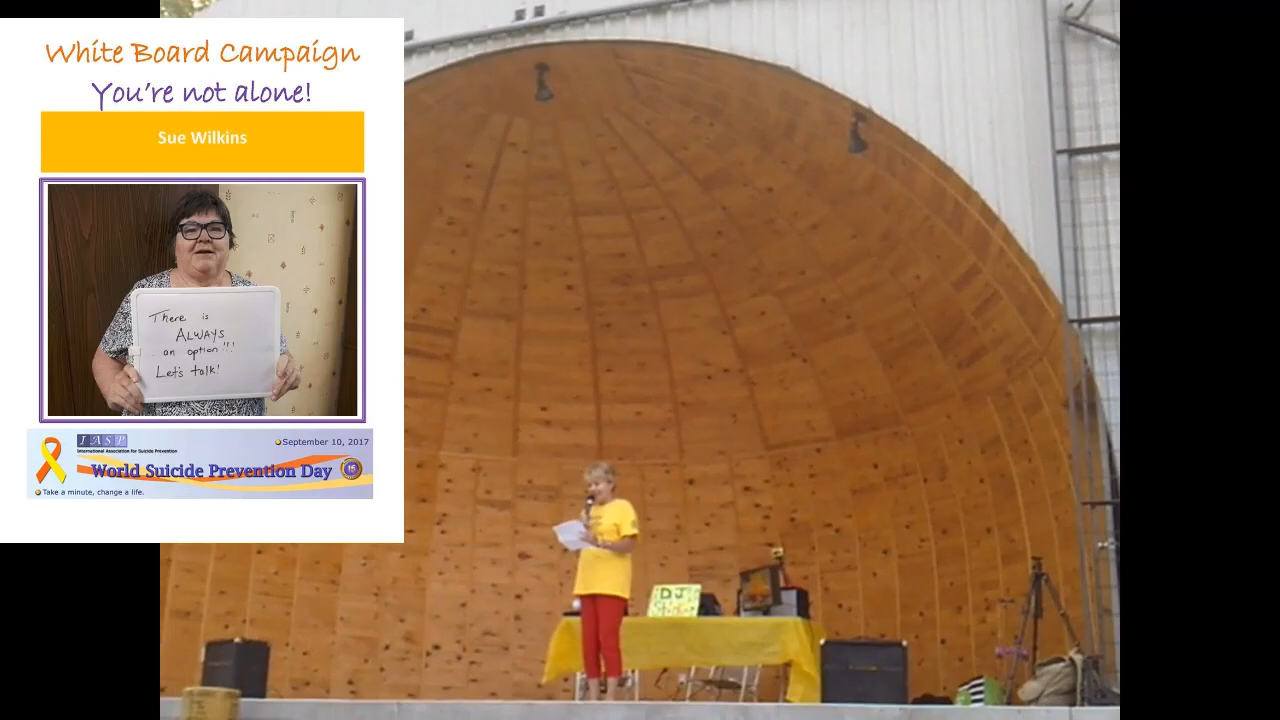 White Board Campaign
You're not alone!
Sue Wilkins
There is
ALWAYS
an option!!!
Let's talk!
IASP
International Association for Suicide Prevention
September 10, 2017
World Suicide Prevention Day
15
Take a minute, change a life.
DJ